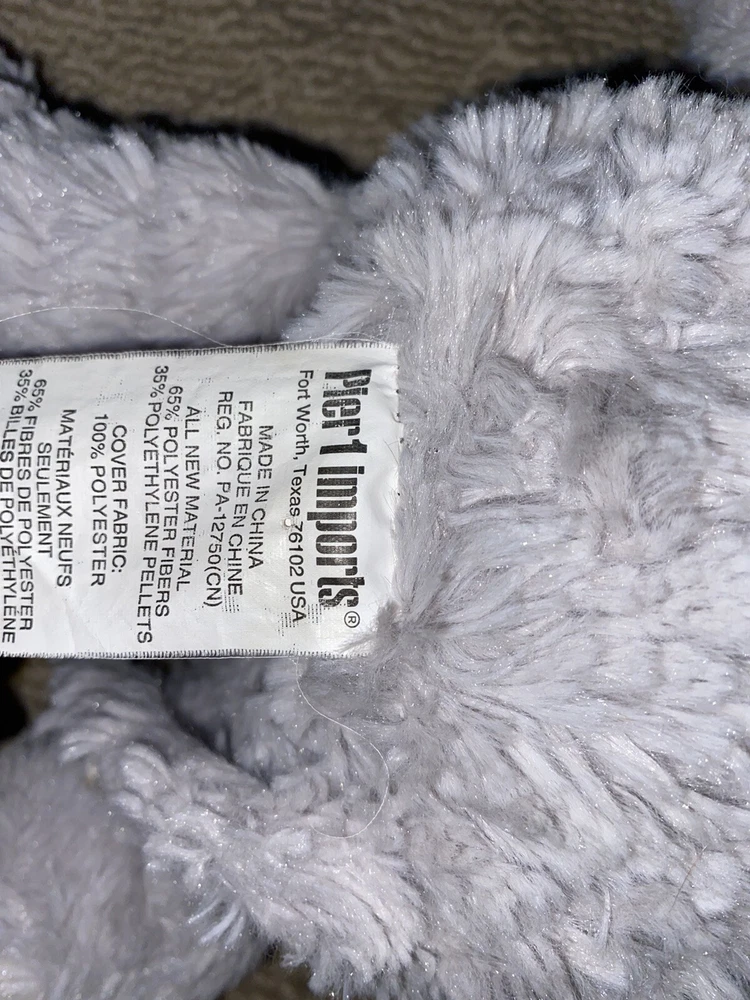 Pier 1 imports®
Fort Worth, Texas 76102 USA
MADE IN CHINA
FABRIQUE EN CHINE
REG. NO. PA-12750(CN)
ALL NEW MATERIAL
65% POLYESTER FIBERS
35% POLYETHYLENE PELLETS
COVER FABRIC:
100% POLYESTER
MATÉRIAUX NEUFS
SEULEMENT
65% FIBRES DE POLYESTER
35% BILLES DE POLYÉTHYLÈNE